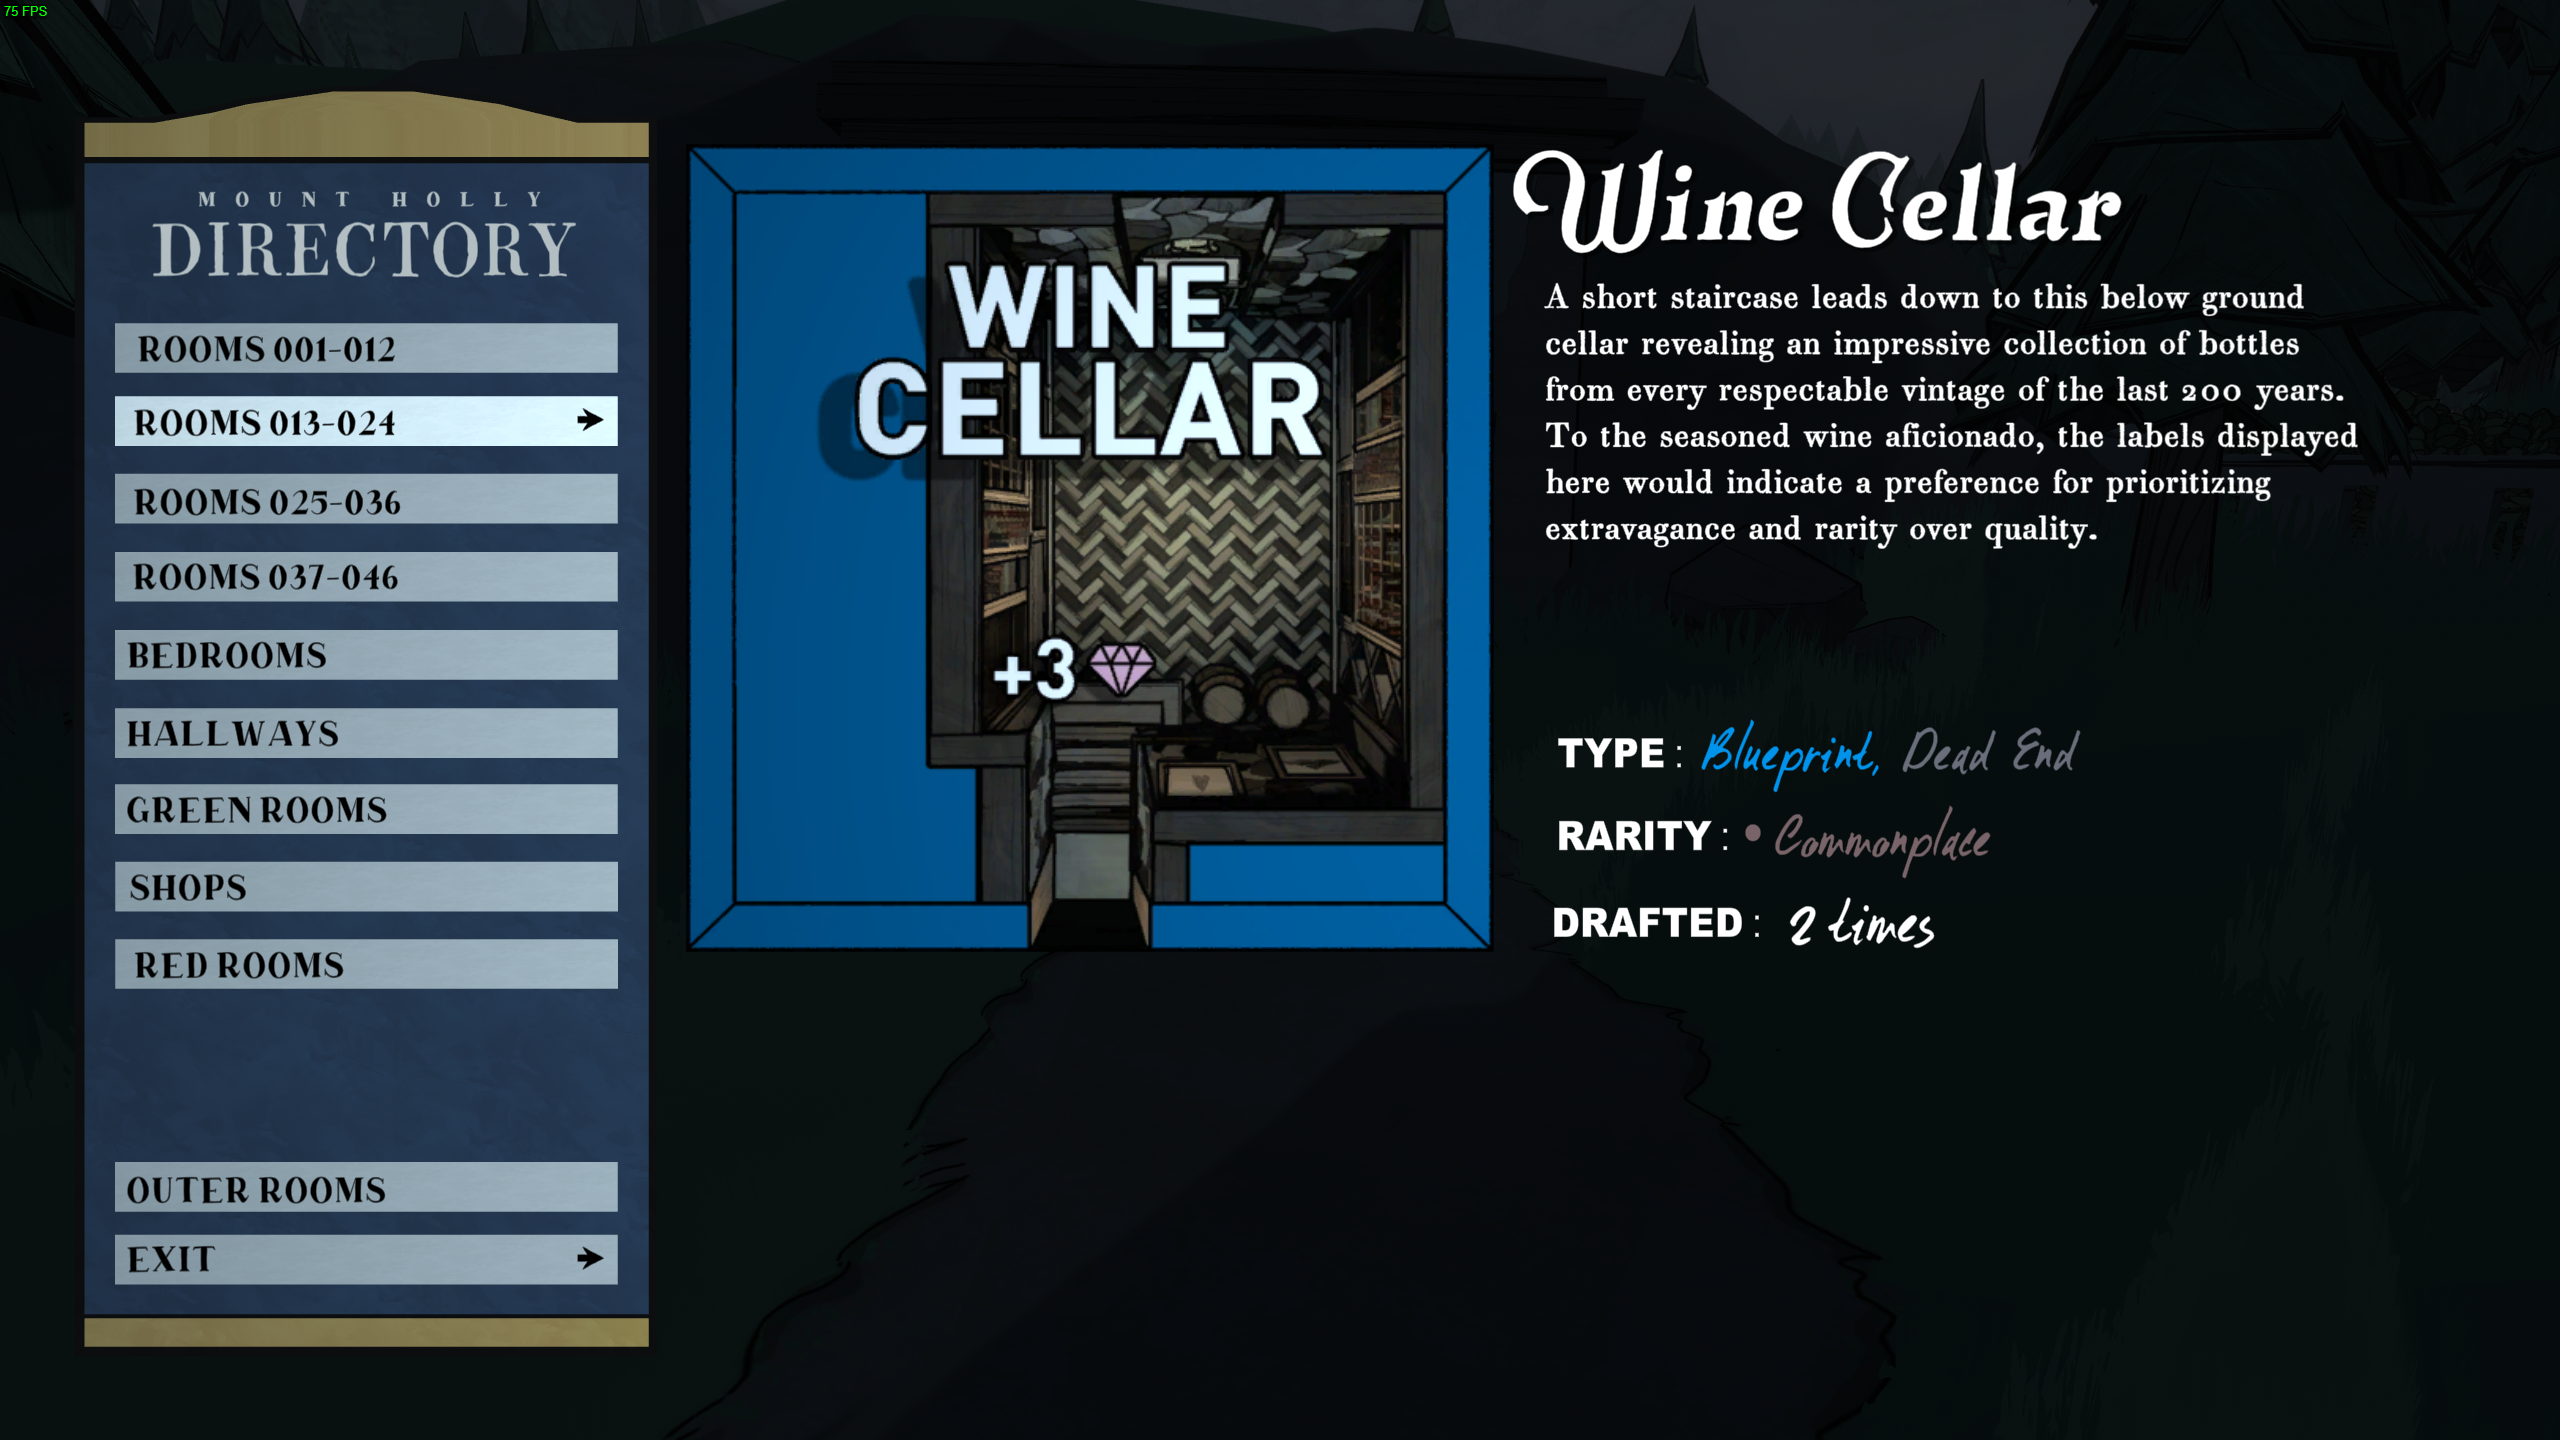 75 FPS
MOUNT HOLLY
DIRECTORY
ROOMS 001-012
ROOMS 013-024
ROOMS 025-036
ROOMS 037-046
BEDROOMS
HALLWAYS
GREEN ROOMS
SHOPS
RED ROOMS
OUTER ROOMS
EXIT
WINE
CELLAR
+3
Wine Cellar
A short staircase leads down to this below ground
cellar revealing an impressive collection of bottles
from every respectable vintage of the last 200 years.
To the seasoned wine aficionado, the labels displayed
here would indicate a preference for prioritizing
extravagance and rarity over quality.
TYPE : Blueprint, Dead End
RARITY : • Commonplace
DRAFTED : 2 times